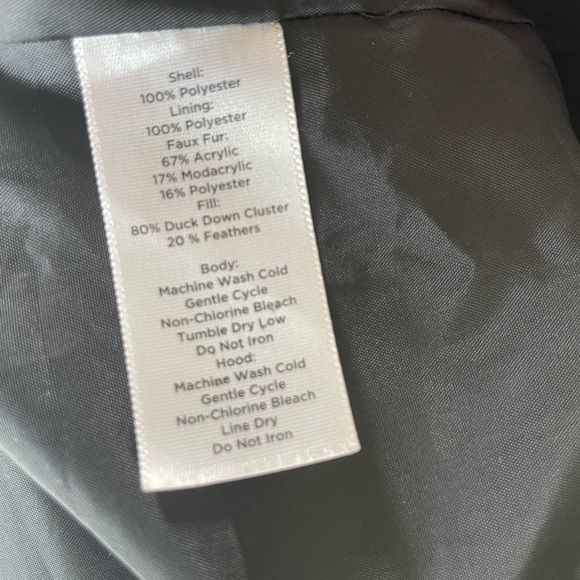 Shell:
100% Polyester
Lining:
100% Polyester
Faux Fur:
67% Acrylic
17% Modacrylic
16% Polyester
Fill:
80% Duck Down Cluster
20 % Feathers
Body:
Machine Wash Cold
Gentle Cycle
Non-Chlorine Bleach
Tumble Dry Low
Do Not Iron
Hood:
Machine Wash Cold
Gentle Cycle
Non-Chlorine Bleach
Line Dry
Do Not Iron